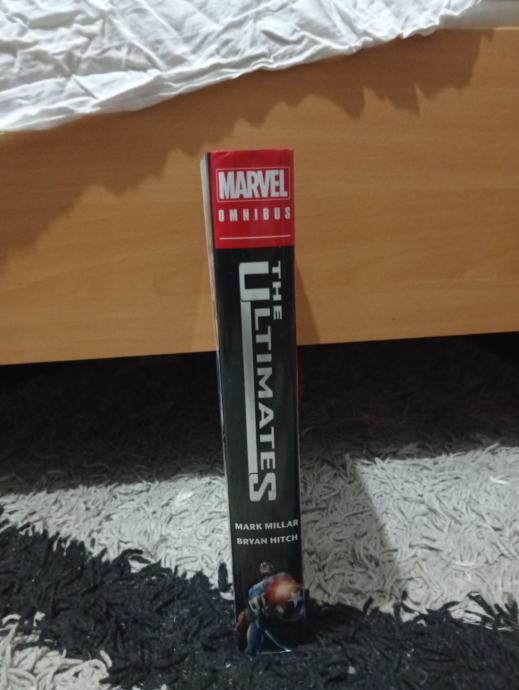 MARVEL
OMNIBUS
THE
ULTIMATES
MARK MILLAR
BRYAN HITCH